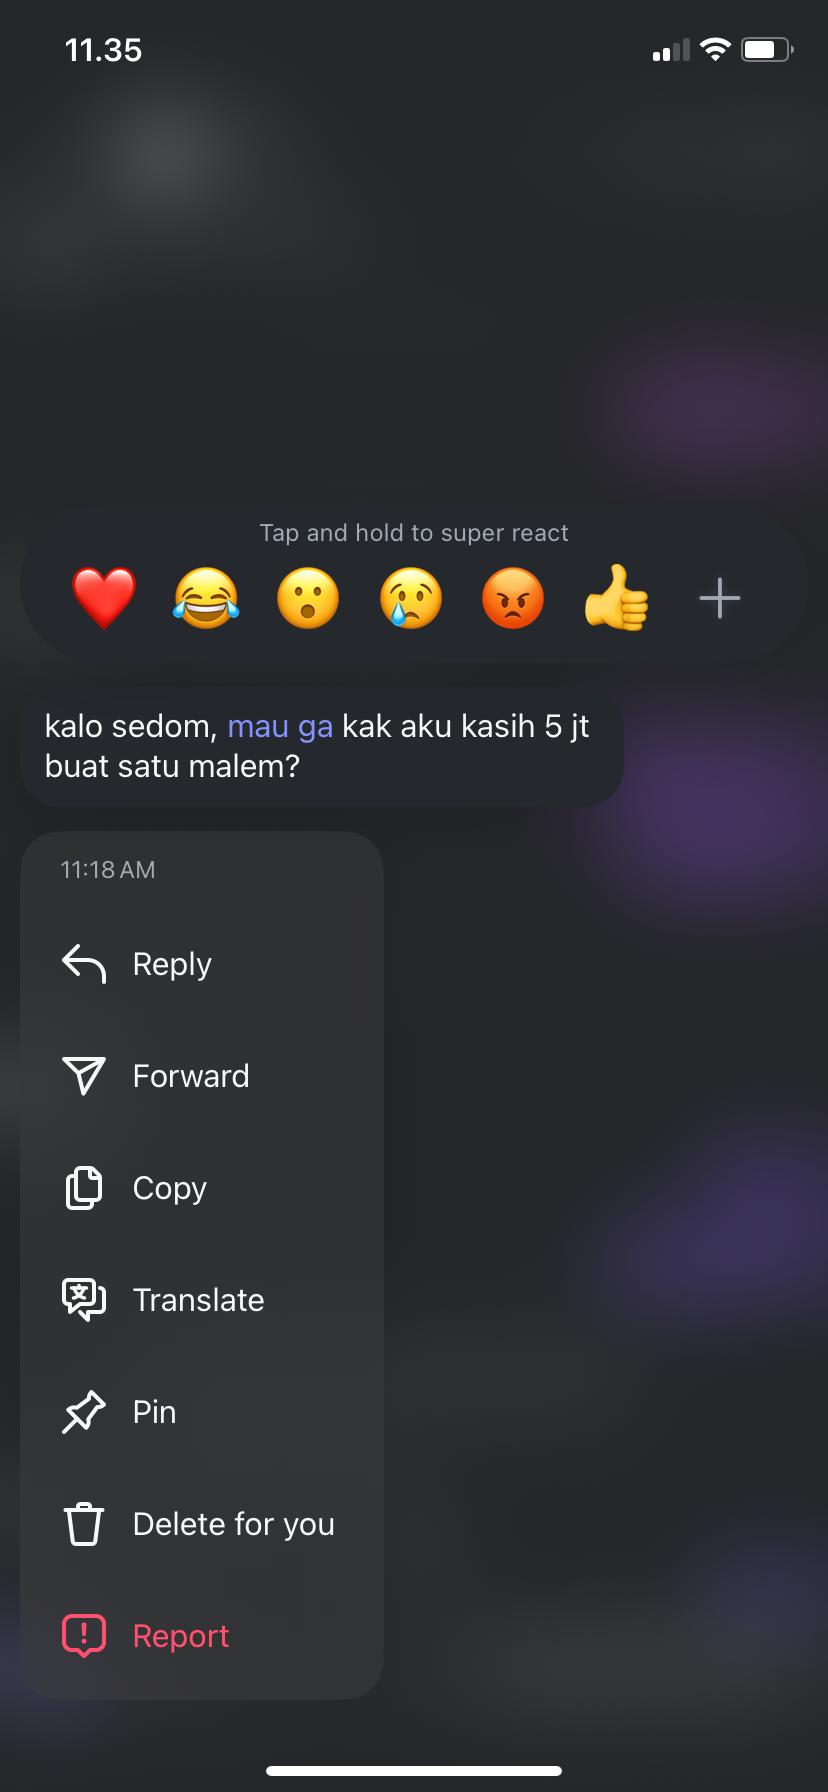 11.35
Tap and hold to super react
kalo sedom, mau ga kak aku kasih 5 jt
buat satu malem?
11:18 AM
Reply
Forward
Copy
Translate
Pin
Delete for you
Report